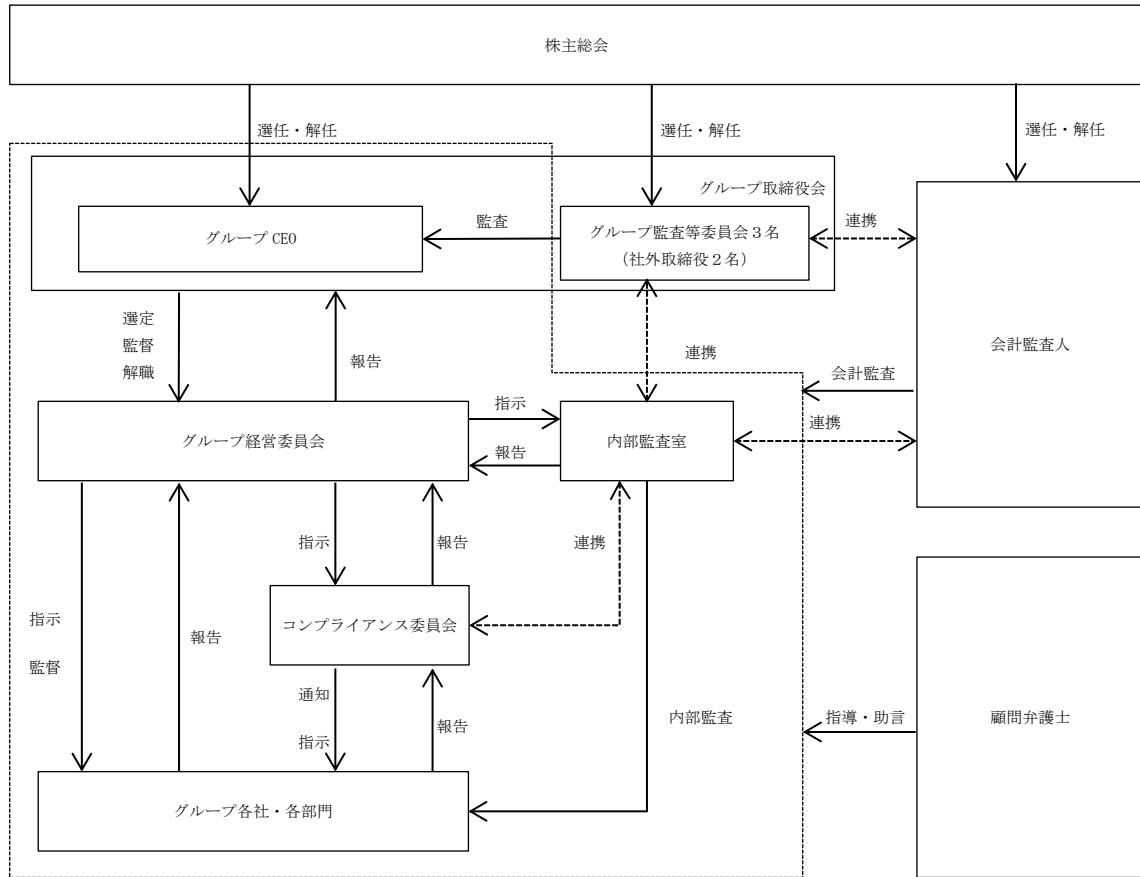 株主総会
選任・解任
選任・解任
選任・解任
グループ取締役会
グループ CEO
監査
グループ監査等委員会３名
（社外取締役２名）
連携
会計監査人
選定
監督
解職
報告
連携
会計監査
グループ経営委員会
指示
報告
内部監査室
連携
指示
報告
連携
コンプライアンス委員会
指示
監督
報告
通知
指示
報告
内部監査
指導・助言
顧問弁護士
グループ各社・各部門